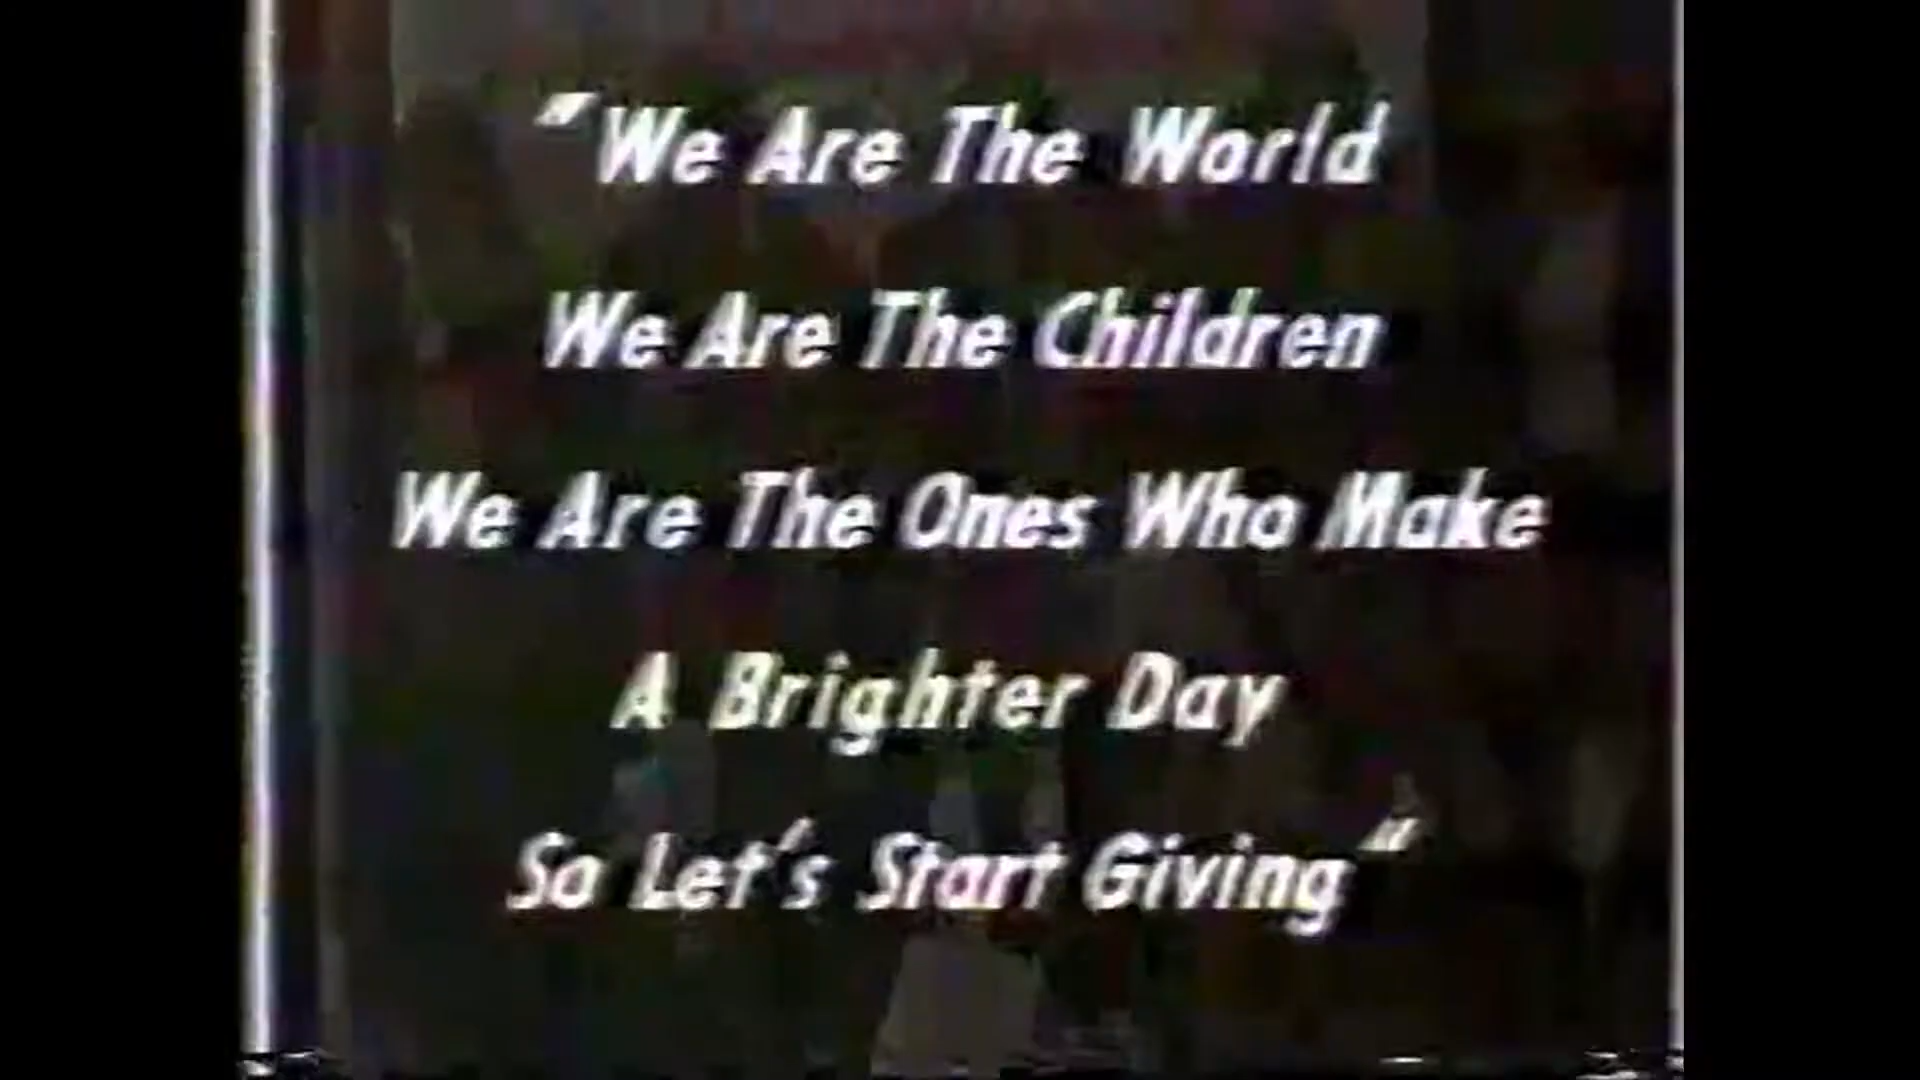 "We Are The World
We Are The Children
We Are The Ones Who Make
A Brighter Day
So Let's Start Giving"